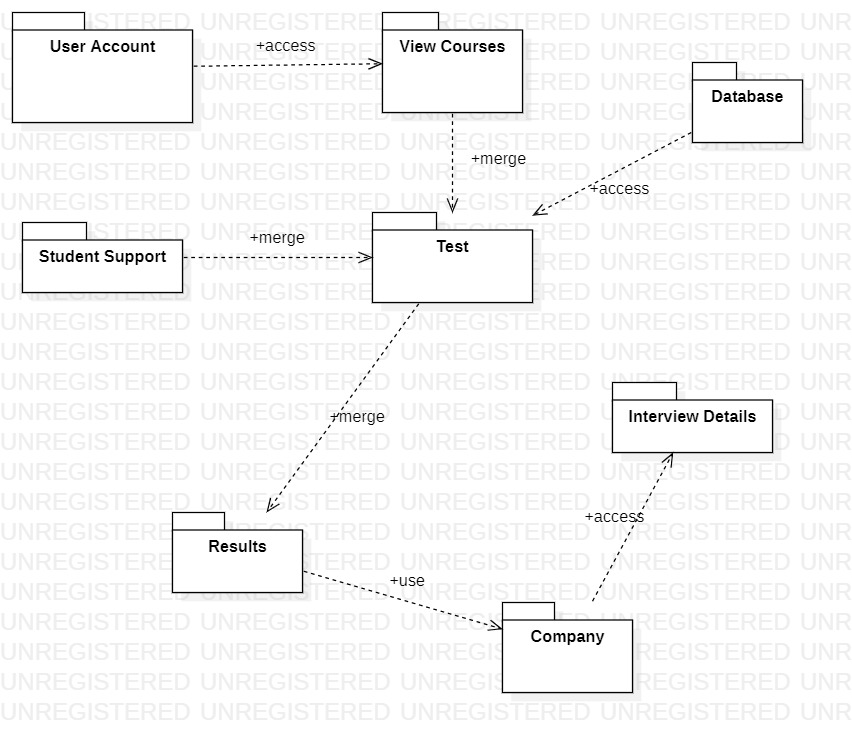 User Account
+access
View Courses
Database
+merge
+access
Student Support
+merge
Test
+merge
Interview Details
+access
Results
+use
Company
UNREGISTERED UNREGISTERED UNREGISTERED UNREGISTERED UNR